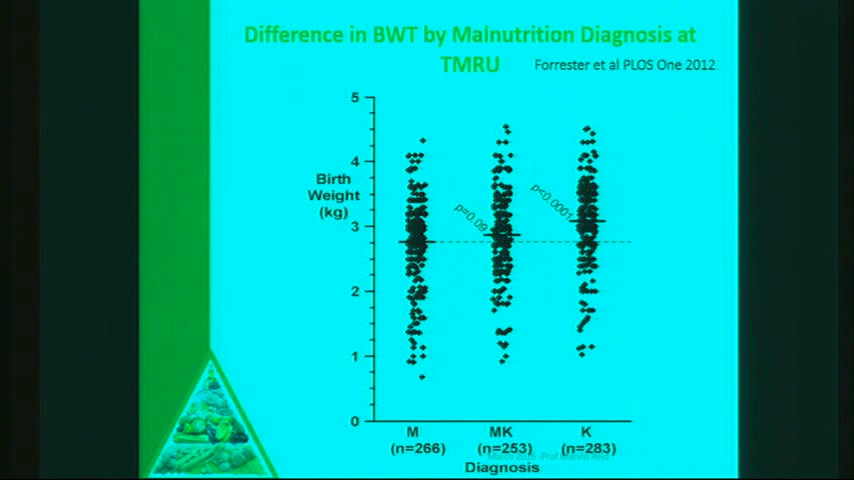 Difference in BWT by Malnutrition Diagnosis at
TMRU
Forrester et al PLOS One 2012
5
4
3
2
1
0
Birth
Weight
(kg)
p=0.09
p<0.0001
M
MK
K
(n=266)
(n=253)
(n=283)
Diagnosis